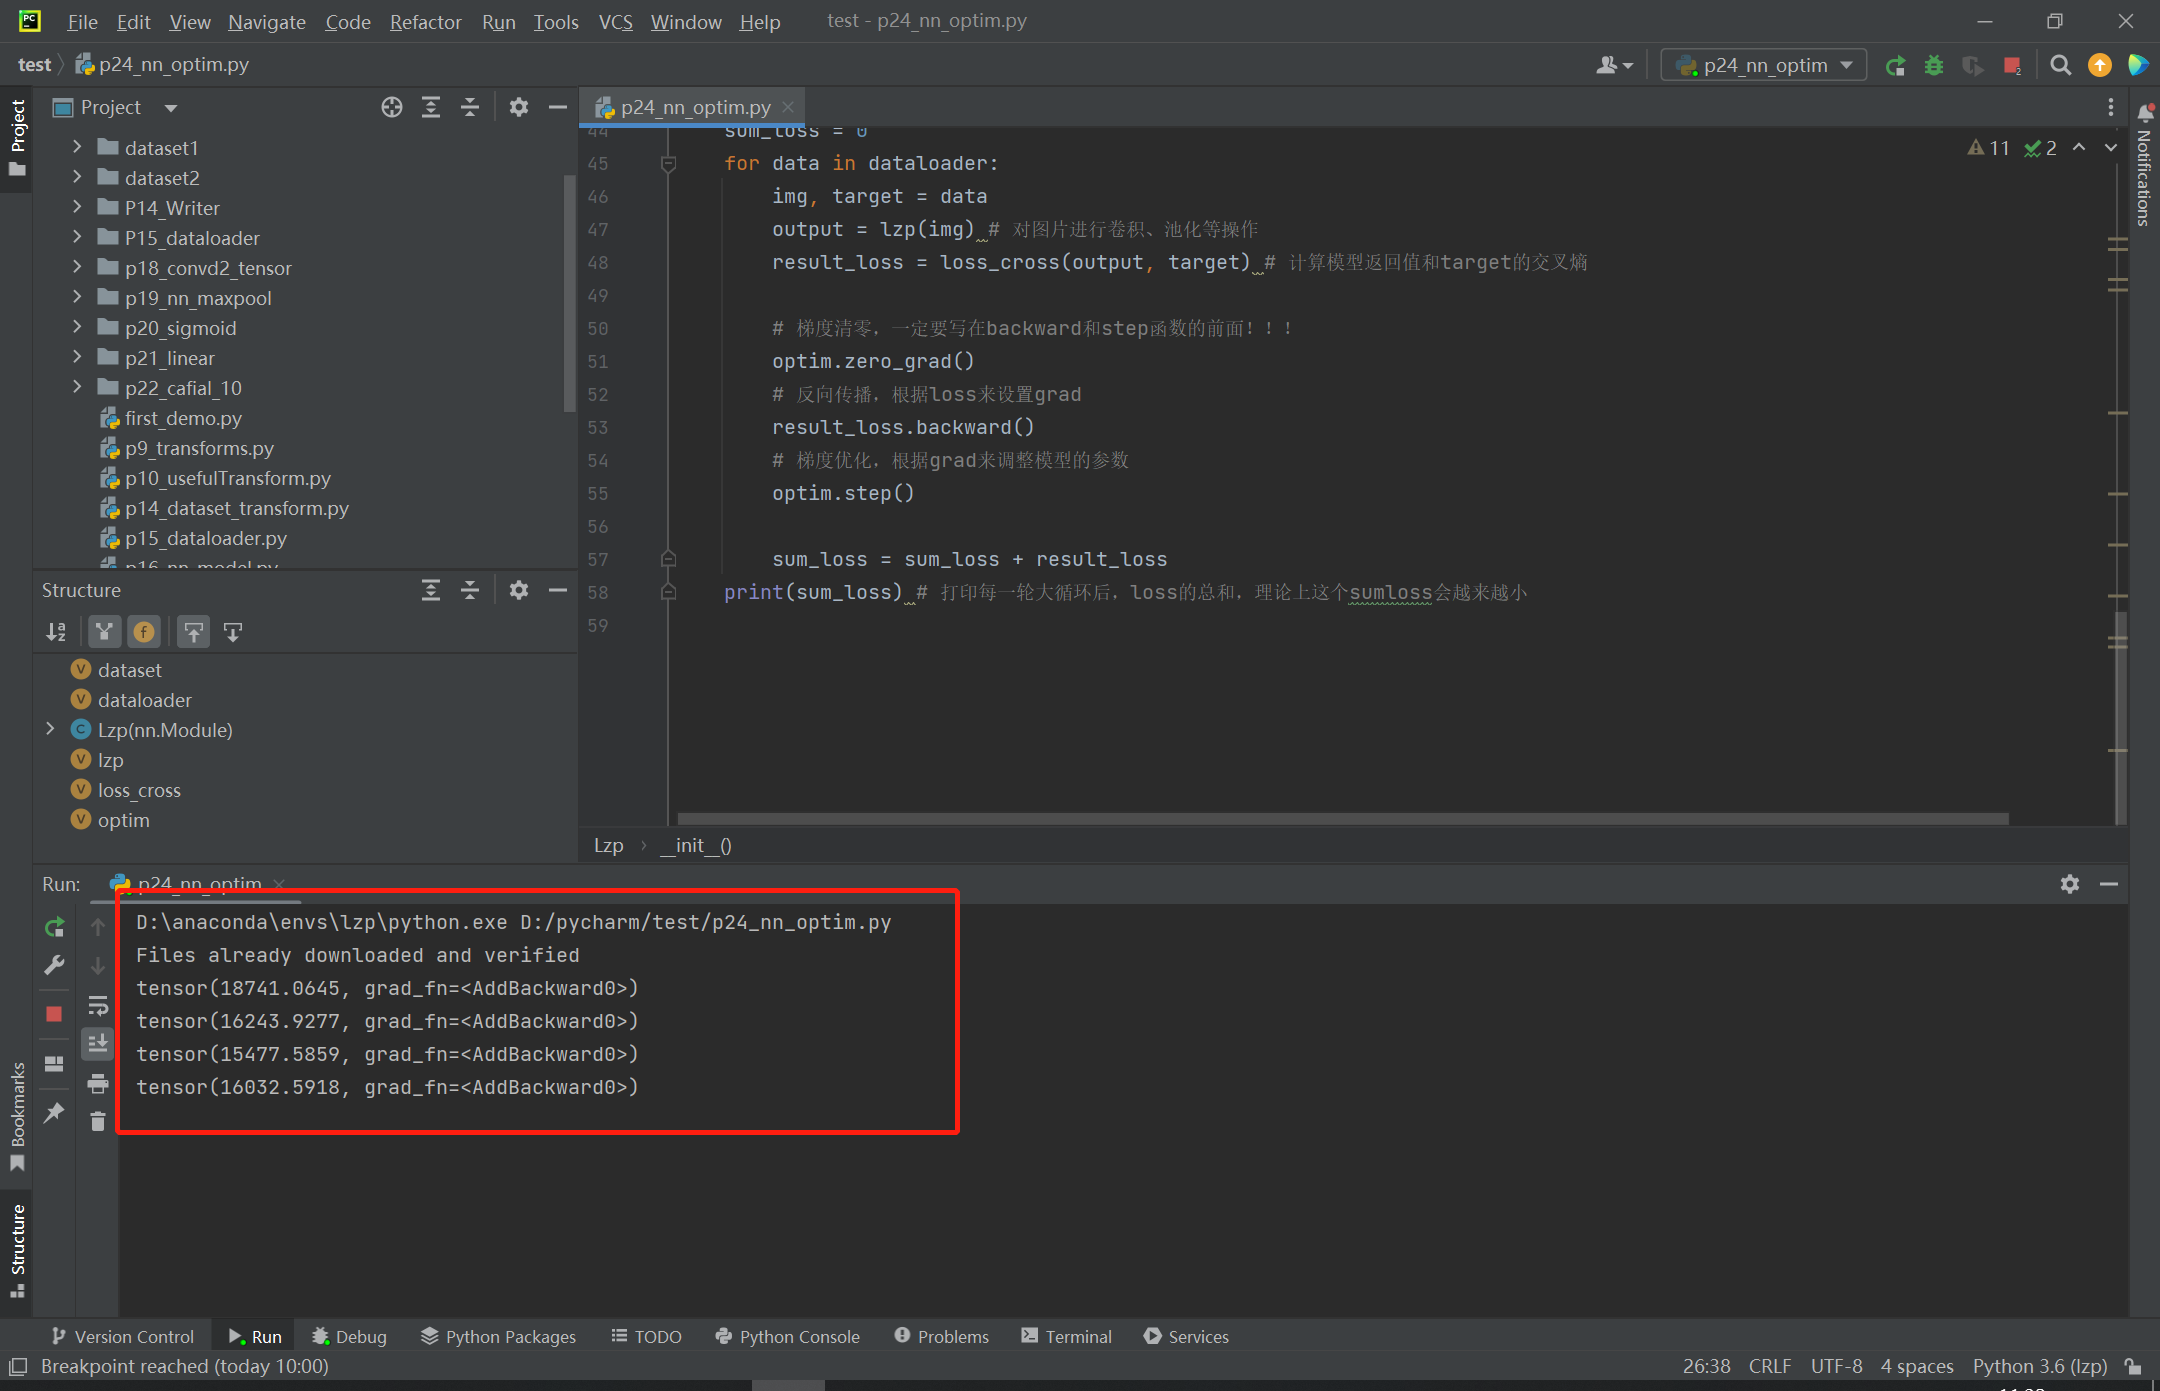 File Edit View Navigate Code Refactor Run Tools VCS Window Help test - p24_nn_optim.py
test p24_nn_optim.py
p24_nn_optim
Project
Project
dataset1
dataset2
P14_Writer
P15_dataloader
p18_convd2_tensor
p19_nn_maxpool
p20_sigmoid
p21_linear
p22_cafial_10
first_demo.py
p9_transforms.py
p10_usefulTransform.py
p14_dataset_transform.py
p15_dataloader.py
p16_nn_model.py
Structure
dataset
dataloader
Lzp(nn.Module)
lzp
loss_cross
optim
p24_nn_optim.py
11 2
Notifications
44 sum_loss = 0
45 for data in dataloader:
46 img, target = data
47 output = lzp(img) # 对图片进行卷积、池化等操作
48 result_loss = loss_cross(output, target) # 计算模型返回值和target的交叉熵
49
50 # 梯度清零，一定要写在backward和step函数的前面！！！
51 optim.zero_grad()
52 # 反向传播，根据loss来设置grad
53 result_loss.backward()
54 # 梯度优化，根据grad来调整模型的参数
55 optim.step()
56
57 sum_loss = sum_loss + result_loss
58 print(sum_loss) # 打印每一轮大循环后，loss的总和，理论上这个sumloss会越来越小
59
Lzp __init__()
Run: p24_nn_optim
D:\anaconda\envs\lzp\python.exe D:/pycharm/test/p24_nn_optim.py
Files already downloaded and verified
tensor(18741.0645, grad_fn=<AddBackward0>)
tensor(16243.9277, grad_fn=<AddBackward0>)
tensor(15477.5859, grad_fn=<AddBackward0>)
tensor(16032.5918, grad_fn=<AddBackward0>)
Bookmarks
Structure
Version Control Run Debug Python Packages TODO Python Console Problems Terminal Services
Breakpoint reached (today 10:00) 26:38 CRLF UTF-8 4 spaces Python 3.6 (lzp)